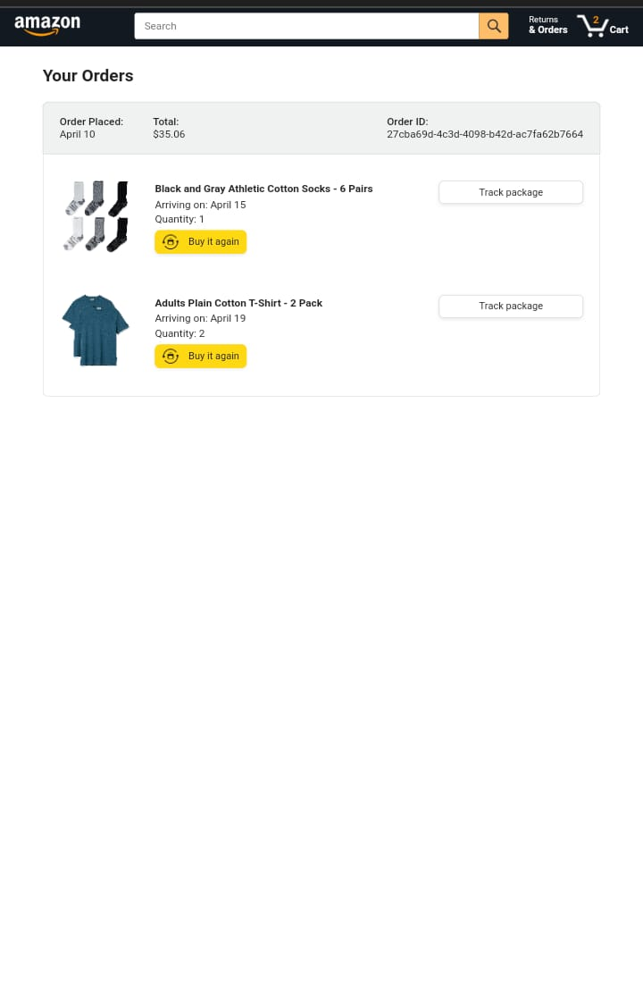 amazon
Search
Returns
& Orders
2
Cart
Your Orders
Order Placed:
April 10
Total:
$35.06
Order ID:
27cba69d-4c3d-4098-b42d-ac7fa62b7664
Black and Gray Athletic Cotton Socks - 6 Pairs
Arriving on: April 15
Quantity: 1
Buy it again
Track package
Adults Plain Cotton T-Shirt - 2 Pack
Arriving on: April 19
Quantity: 2
Buy it again
Track package